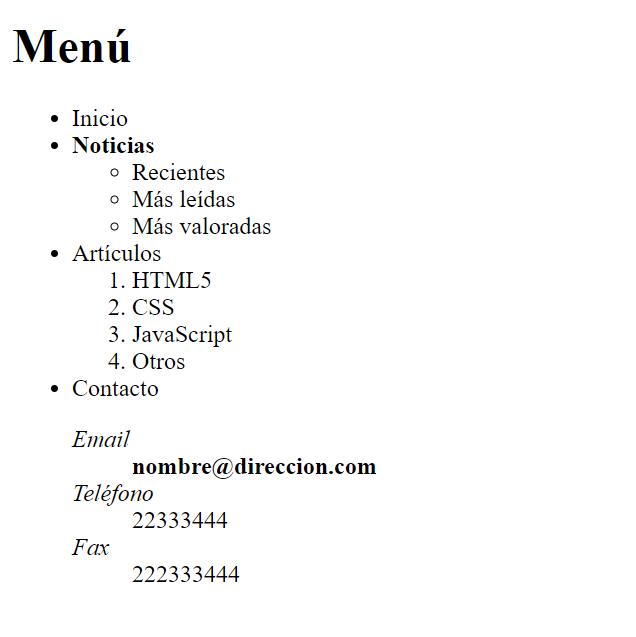 Menú
• Inicio
• Noticias
◦ Recientes
◦ Más leídas
◦ Más valoradas
• Artículos
1. HTML5
2. CSS
3. JavaScript
4. Otros
• Contacto
Email
nombre@direccion.com
Teléfono
22333444
Fax
222333444